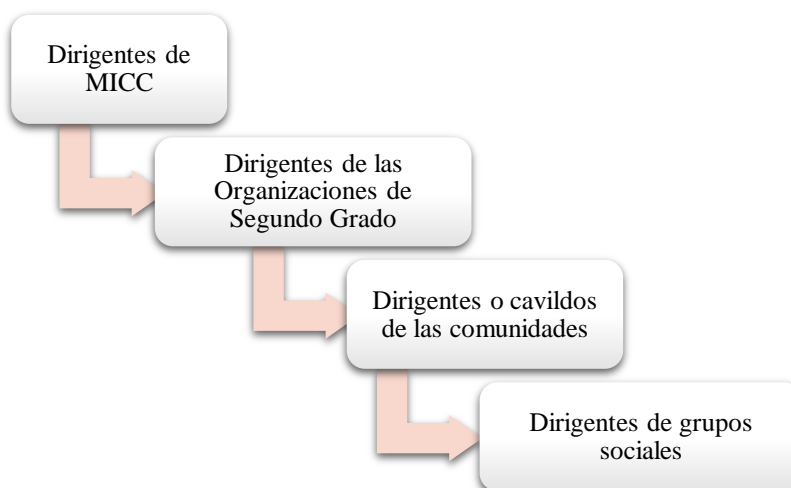 Dirigentes de
MICC
Dirigentes de las
Organizaciones de
Segundo Grado
Dirigentes o cavildos
de las comunidades
Dirigentes de grupos
sociales